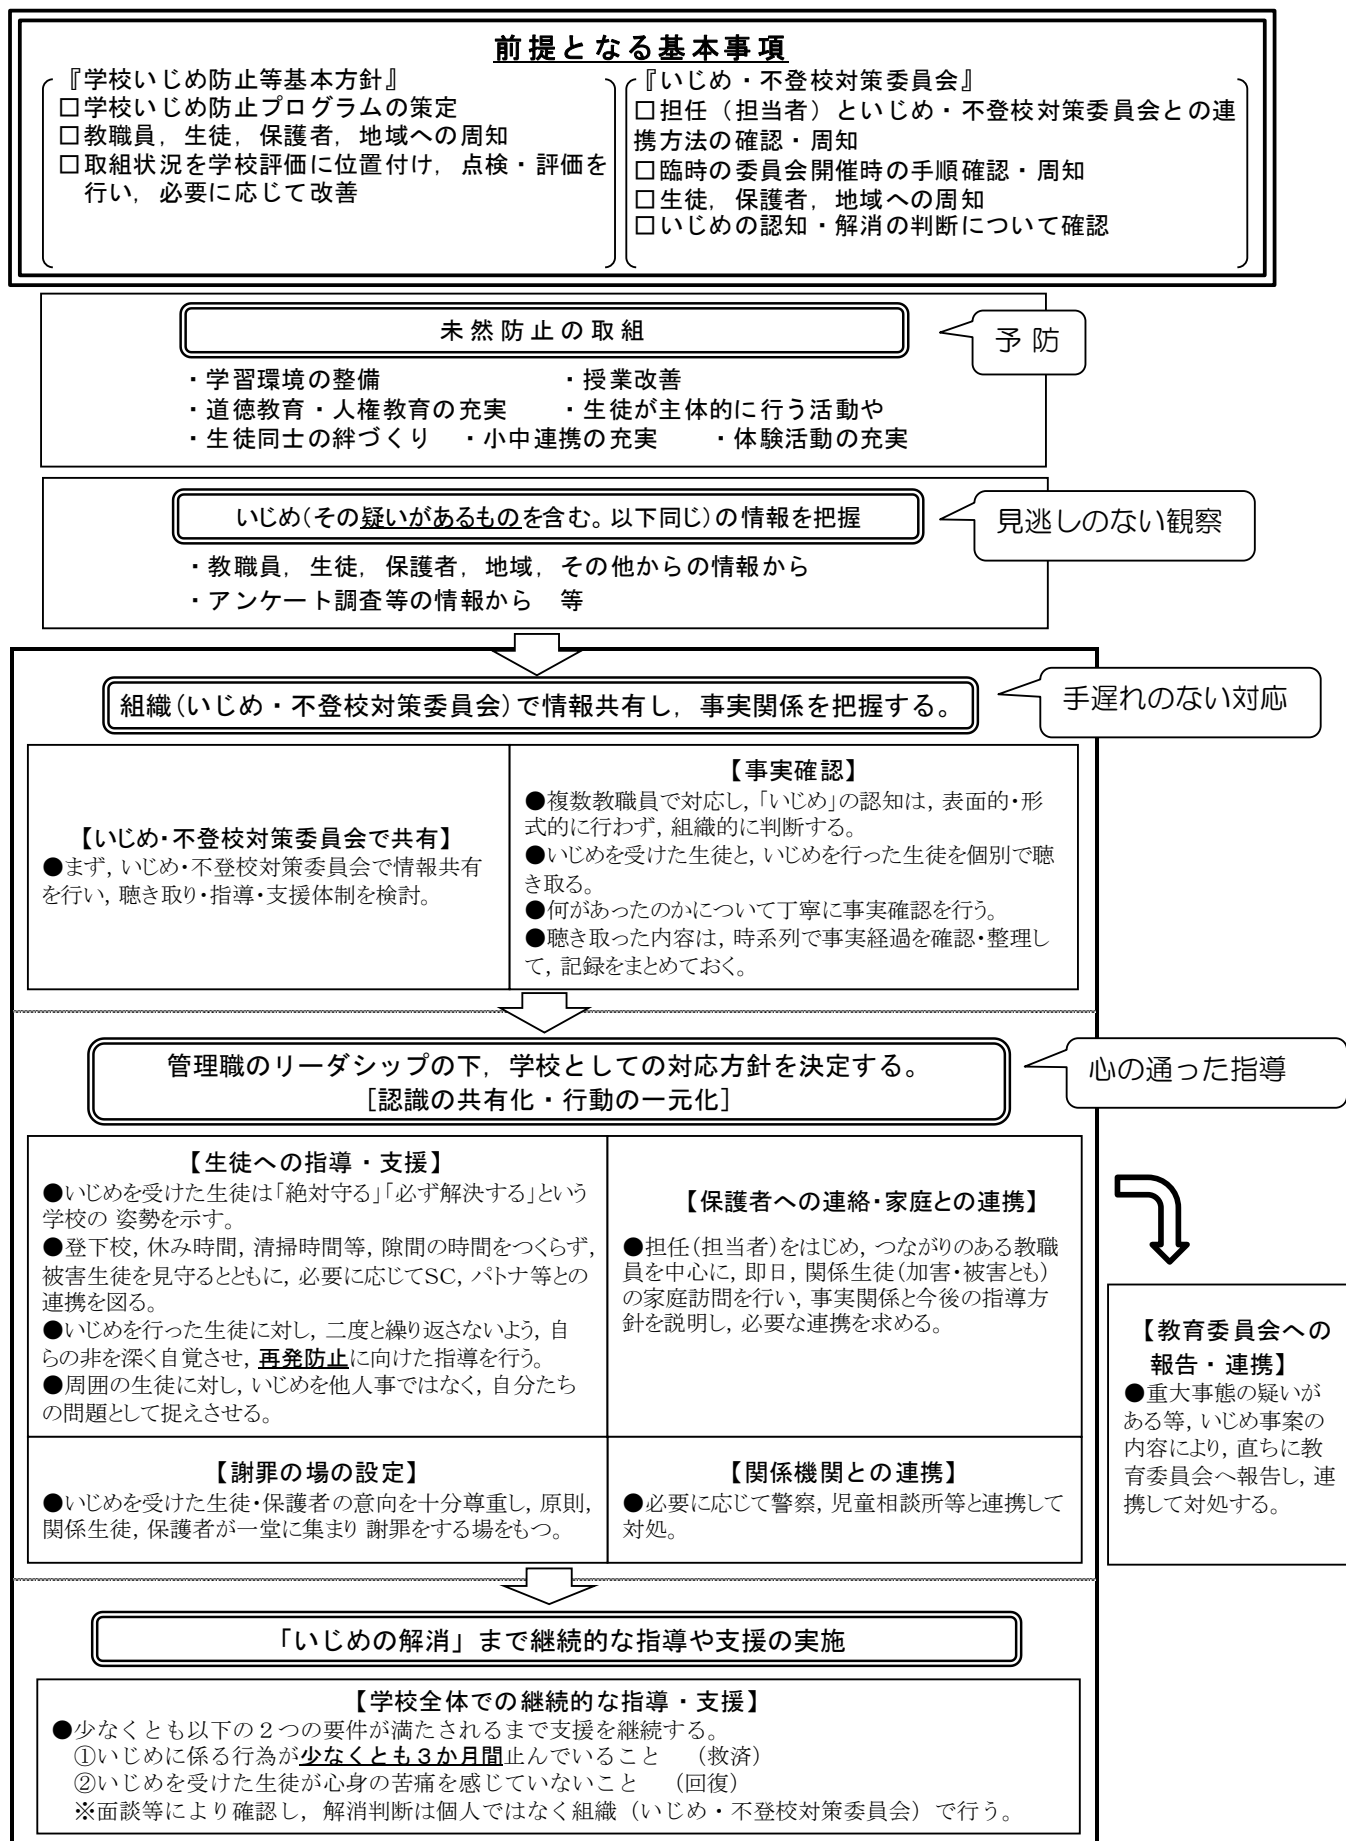 前提となる基本事項
『学校いじめ防止等基本方針』
□学校いじめ防止プログラムの策定
□教職員，生徒，保護者，地域への周知
□取組状況を学校評価に位置付け，点検・評価を
行い，必要に応じて改善
『いじめ・不登校対策委員会』
□担任（担当者）といじめ・不登校対策委員会との連
携方法の確認・周知
□臨時の委員会開催時の手順確認・周知
□生徒，保護者，地域への周知
□いじめの認知・解消の判断について確認
未然防止の取組
予防
・学習環境の整備　・授業改善
・道徳教育・人権教育の充実　・生徒が主体的に行う活動や
・生徒同士の絆づくり　・小中連携の充実　・体験活動の充実
いじめ(その疑いがあるものを含む。以下同じ)の情報を把握
見逃しのない観察
・教職員，生徒，保護者，地域，その他からの情報から
・アンケート調査等の情報から　等
組織(いじめ・不登校対策委員会)で情報共有し，事実関係を把握する。
手遅れのない対応
【いじめ・不登校対策委員会で共有】
●まず，いじめ・不登校対策委員会で情報共有
を行い，聴き取り・指導・支援体制を検討。
【事実確認】
●複数教職員で対応し，「いじめ」の認知は，表面的・形
式的に行わず，組織的に判断する。
●いじめを受けた生徒と，いじめを行った生徒を個別で聴
き取る。
●何があったのかについて丁寧に事実確認を行う。
●聴き取った内容は，時系列で事実経過を確認・整理し
て，記録をまとめておく。
管理職のリーダシップの下，学校としての対応方針を決定する。
［認識の共有化・行動の一元化］
心の通った指導
【生徒への指導・支援】
●いじめを受けた生徒は「絶対守る」「必ず解決する」という
学校の 姿勢を示す。
●登下校，休み時間，清掃時間等，隙間の時間をつくらず，
被害生徒を見守るとともに，必要に応じてSC，パトナ等との
連携を図る。
●いじめを行った生徒に対し，二度と繰り返さないよう，自
らの非を深く自覚させ，再発防止に向けた指導を行う。
●周囲の生徒に対し，いじめを他人事ではなく，自分たち
の問題として捉えさせる。
【保護者への連絡・家庭との連携】
●担任(担当者)をはじめ，つながりのある教職
員を中心に，即日，関係生徒(加害・被害とも)
の家庭訪問を行い，事実関係と今後の指導方
針を説明し，必要な連携を求める。
【教育委員会への
報告・連携】
●重大事態の疑いが
ある等，いじめ事案の
内容により，直ちに教
育委員会へ報告し，連
携して対処する。
【謝罪の場の設定】
●いじめを受けた生徒・保護者の意向を十分尊重し，原則，
関係生徒，保護者が一堂に集まり 謝罪をする場をもつ。
【関係機関との連携】
●必要に応じて警察，児童相談所等と連携して
対処。
「いじめの解消」まで継続的な指導や支援の実施
【学校全体での継続的な指導・支援】
●少なくとも以下の２つの要件が満たされるまで支援を継続する。
①いじめに係る行為が少なくとも３か月間止んでいること　（救済）
②いじめを受けた生徒が心身の苦痛を感じていないこと　（回復）
※面談等により確認し，解消判断は個人ではなく組織（いじめ・不登校対策委員会）で行う。